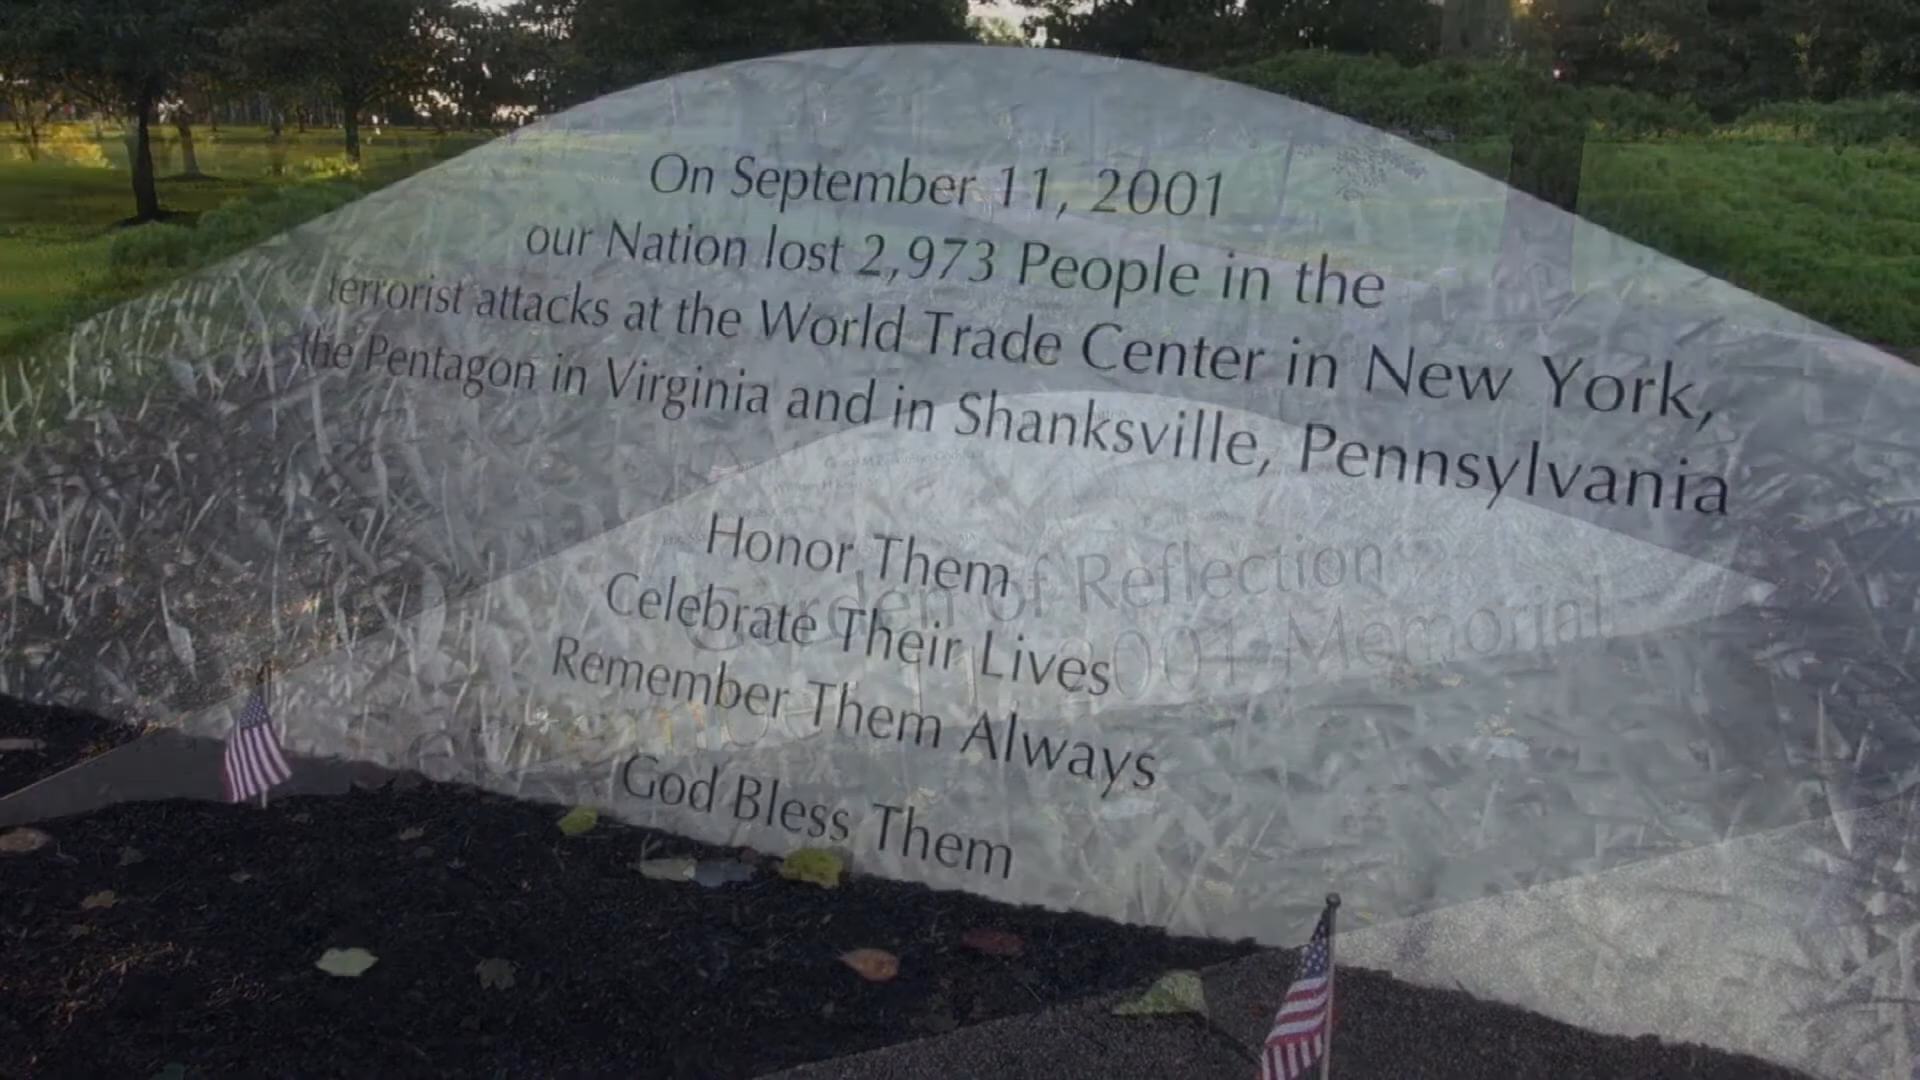 On September 11, 2001
our Nation lost 2,973 People in the
terrorist attacks at the World Trade Center in New York,
the Pentagon in Virginia and in Shanksville, Pennsylvania
Honor Them
Celebrate Their Lives
Remember Them Always
God Bless Them
Garden of Reflection
2001 Memorial